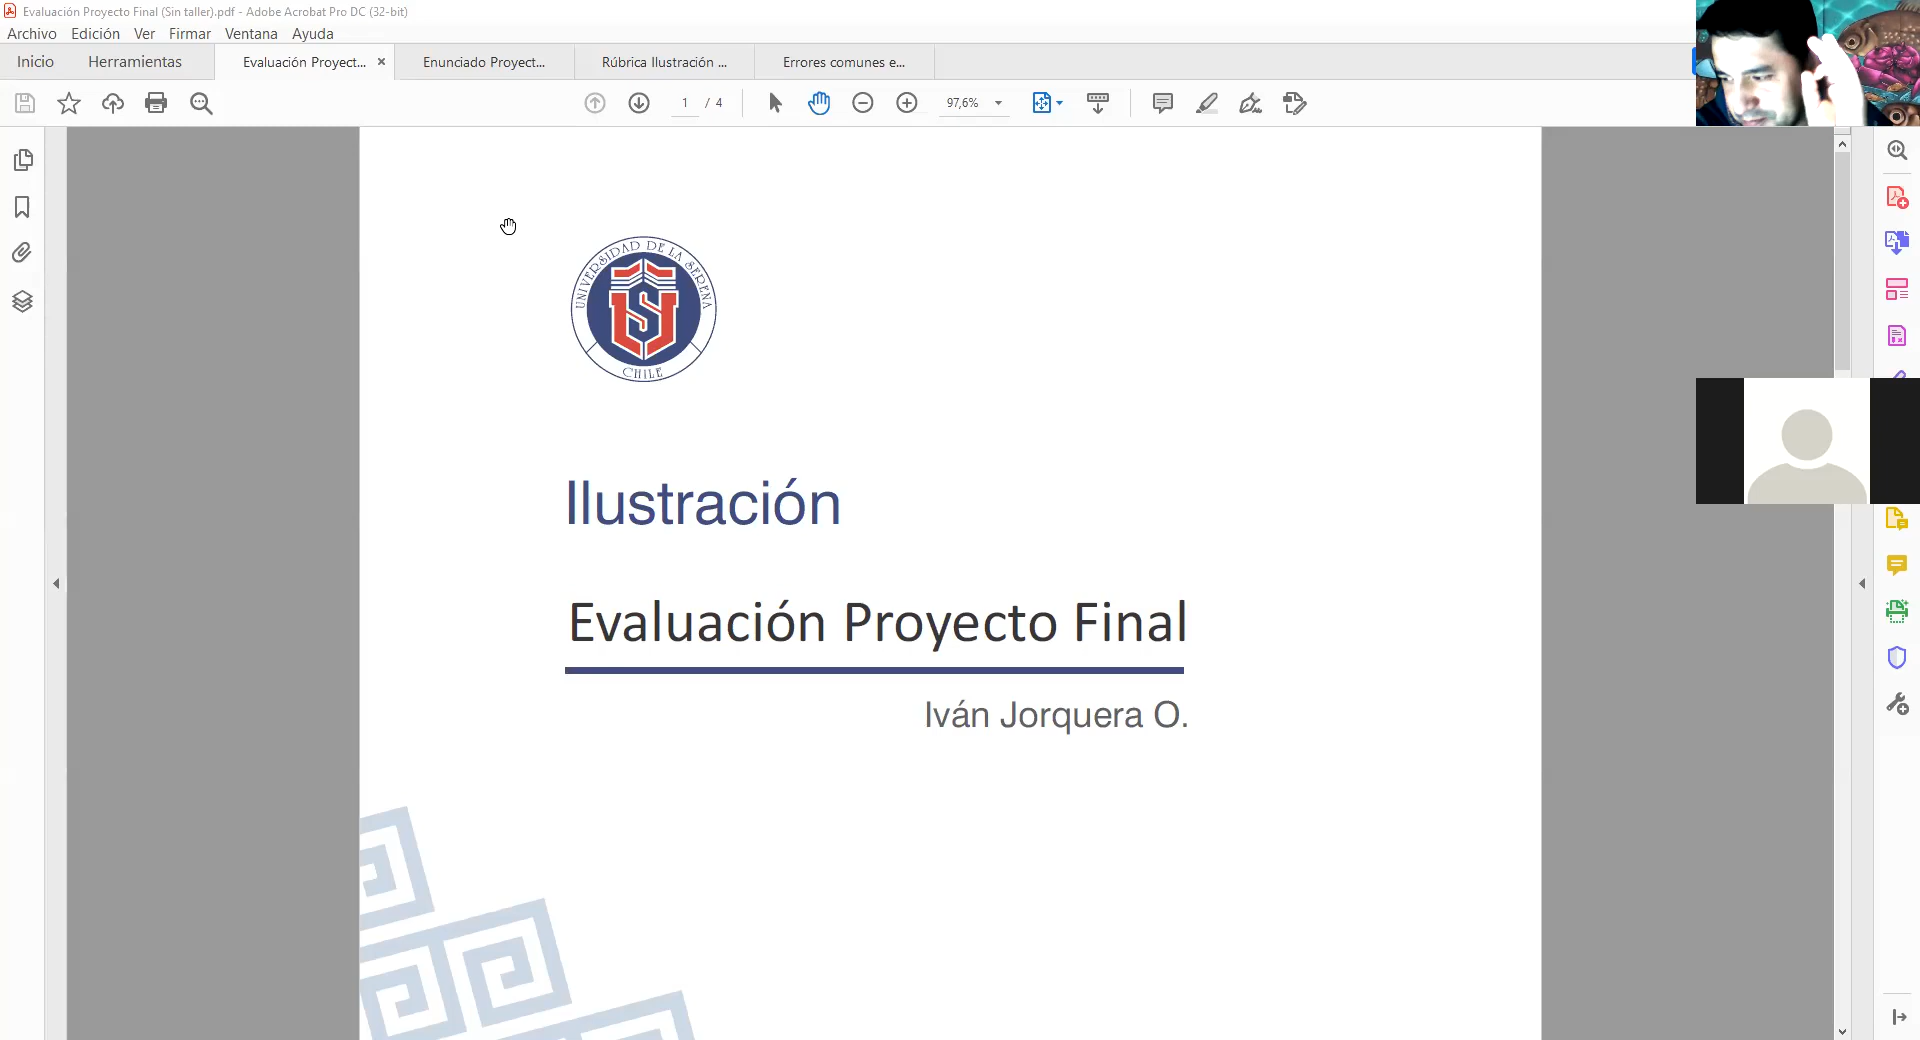 Evaluación Proyecto Final (Sin taller).pdf - Adobe Acrobat Pro DC (32-bit)
Archivo Edición Ver Firmar Ventana Ayuda
Inicio Herramientas Evaluación Proyect... × Enunciado Proyect... Rúbrica Ilustración ... Errores comunes e...
1 / 4 97,6%
UNIVERSIDAD DE LA SERENA
CHILE
Ilustración
Evaluación Proyecto Final
Iván Jorquera O.